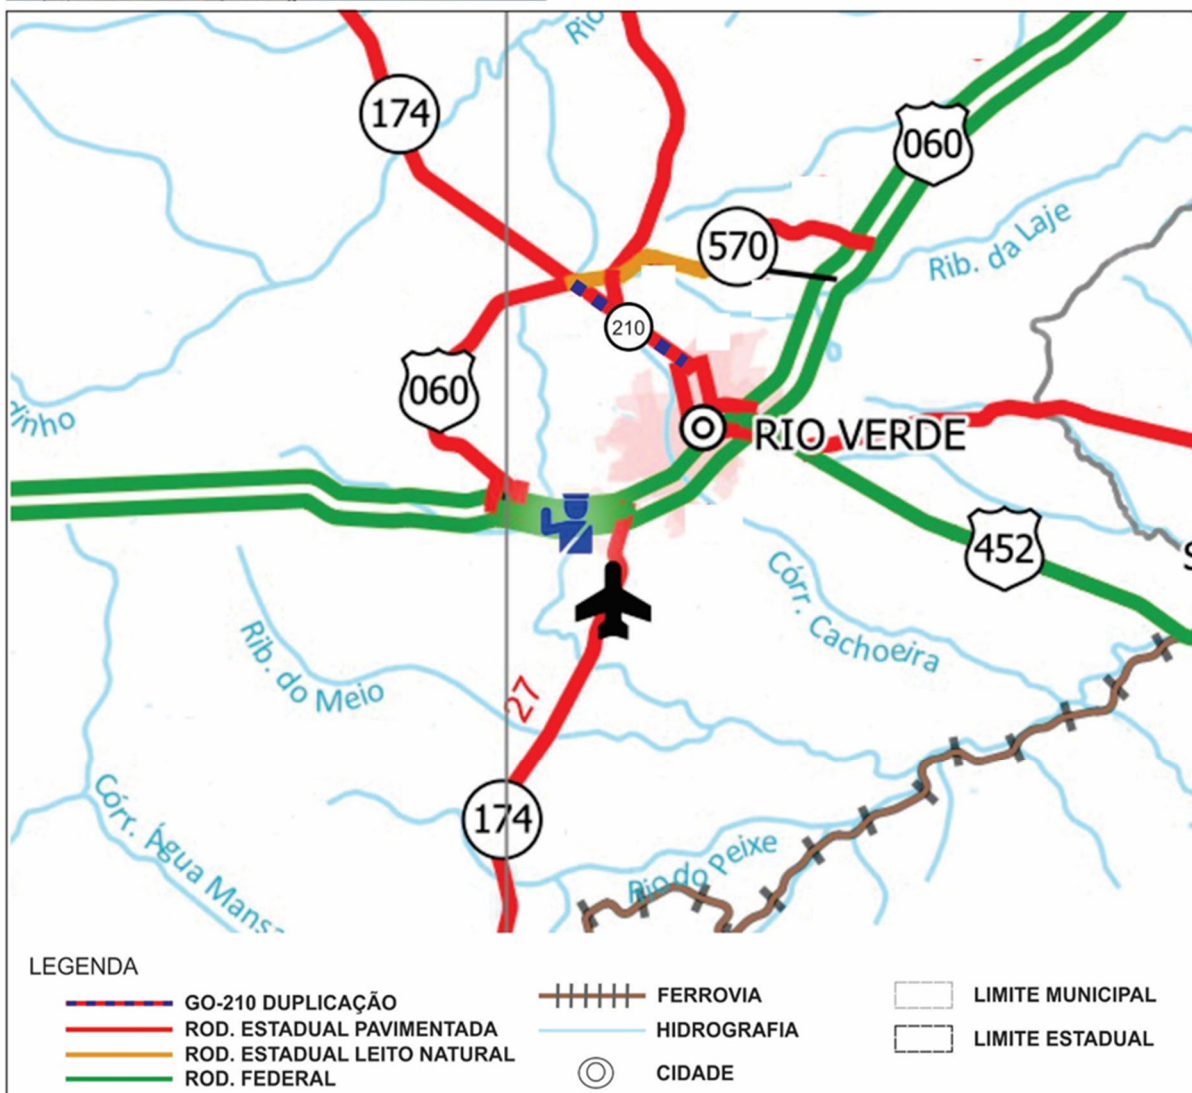 Rio
174
060
570
Rib. da Laje
210
060
dinho
RIO VERDE
452
S
Córr. Cachoeira
Rib. do Meio
27
174
Córr. Água Mansa
Rio do Peixe
LEGENDA
GO-210 DUPLICAÇÃO
ROD. ESTADUAL PAVIMENTADA
ROD. ESTADUAL LEITO NATURAL
ROD. FEDERAL
FERROVIA
HIDROGRAFIA
CIDADE
LIMITE MUNICIPAL
LIMITE ESTADUAL